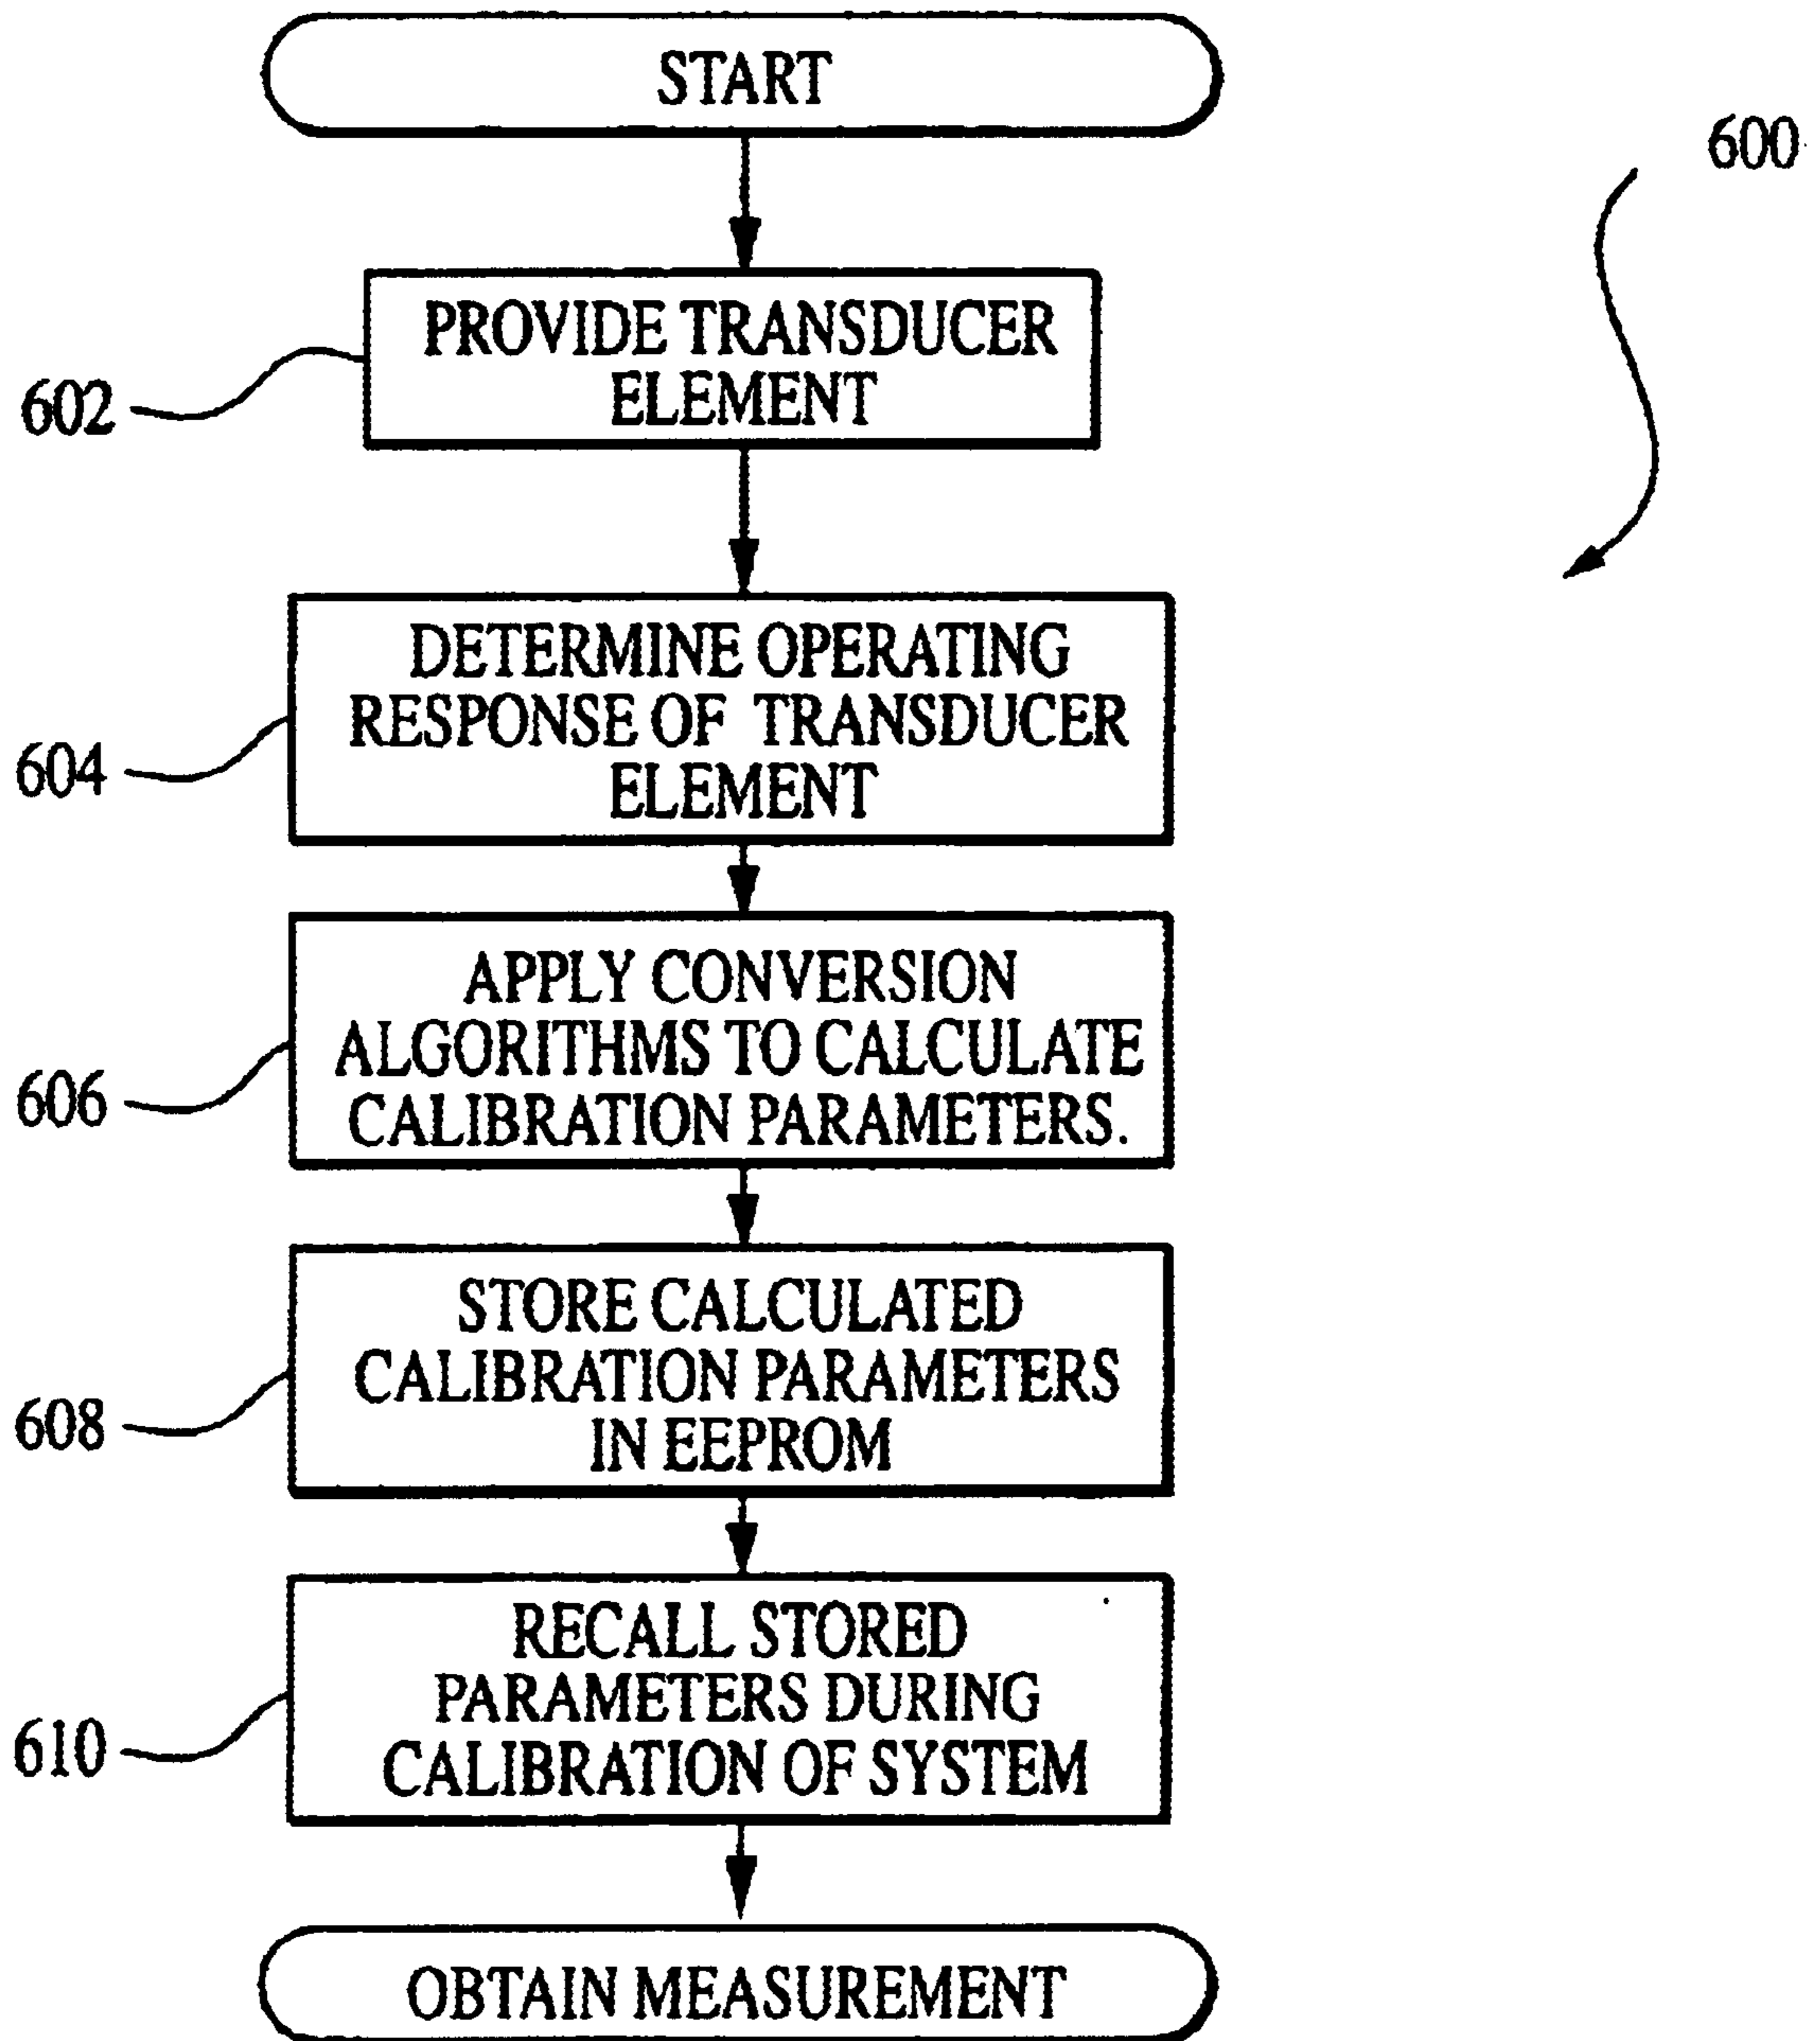 START
600
PROVIDE TRANSDUCER
ELEMENT
602
DETERMINE OPERATING
RESPONSE OF TRANSDUCER
ELEMENT
604
APPLY CONVERSION
ALGORITHMS TO CALCULATE
CALIBRATION PARAMETERS.
606
STORE CALCULATED
CALIBRATION PARAMETERS
IN EEPROM
608
RECALL STORED
PARAMETERS DURING
CALIBRATION OF SYSTEM
610
OBTAIN MEASUREMENT